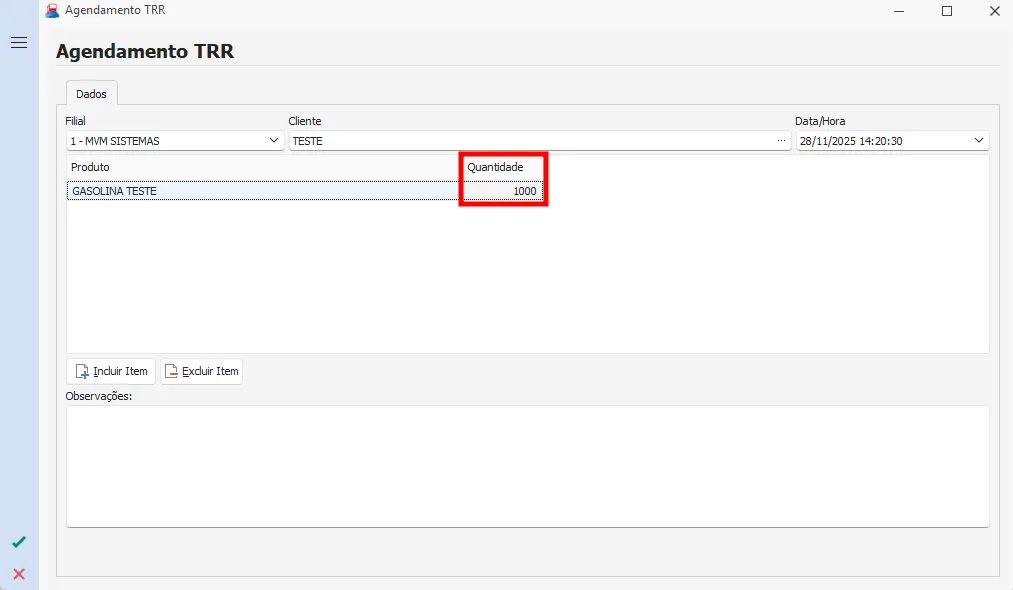 Agendamento TRR
Agendamento TRR
Dados
Filial Cliente Data/Hora
1 - MVM SISTEMAS TESTE ... 28/11/2025 14:20:30
Produto Quantidade
GASOLINA TESTE 1000
Incluir Item Excluir Item
Observações: